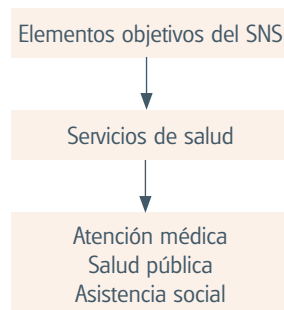 Elementos objetivos del SNS
Servicios de salud
Atención médica
Salud pública
Asistencia social